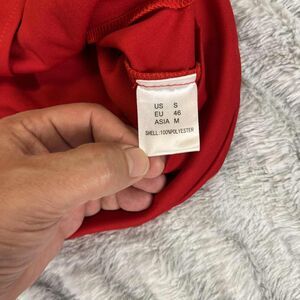 US S
EU 46
ASIA M
SHELL:100%POLYESTER